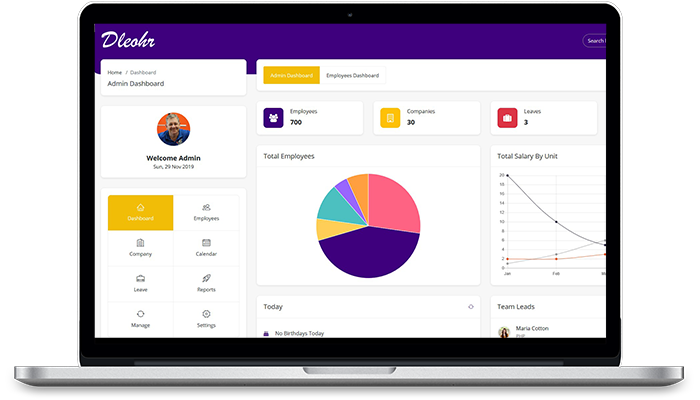 Dleohr
Search
Home / Dashboard
Admin Dashboard
Admin Dashboard
Employees Dashboard
Employees
700
Companies
30
Leaves
3
Welcome Admin
Sun, 29 Nov 2019
Dashboard
Employees
Company
Calendar
Leave
Reports
Manage
Settings
Total Employees
Total Salary By Unit
20
18
16
14
12
10
8
6
4
2
0
Jan
Feb
Today
No Birthdays Today
Team Leads
Maria Cotton
PHP